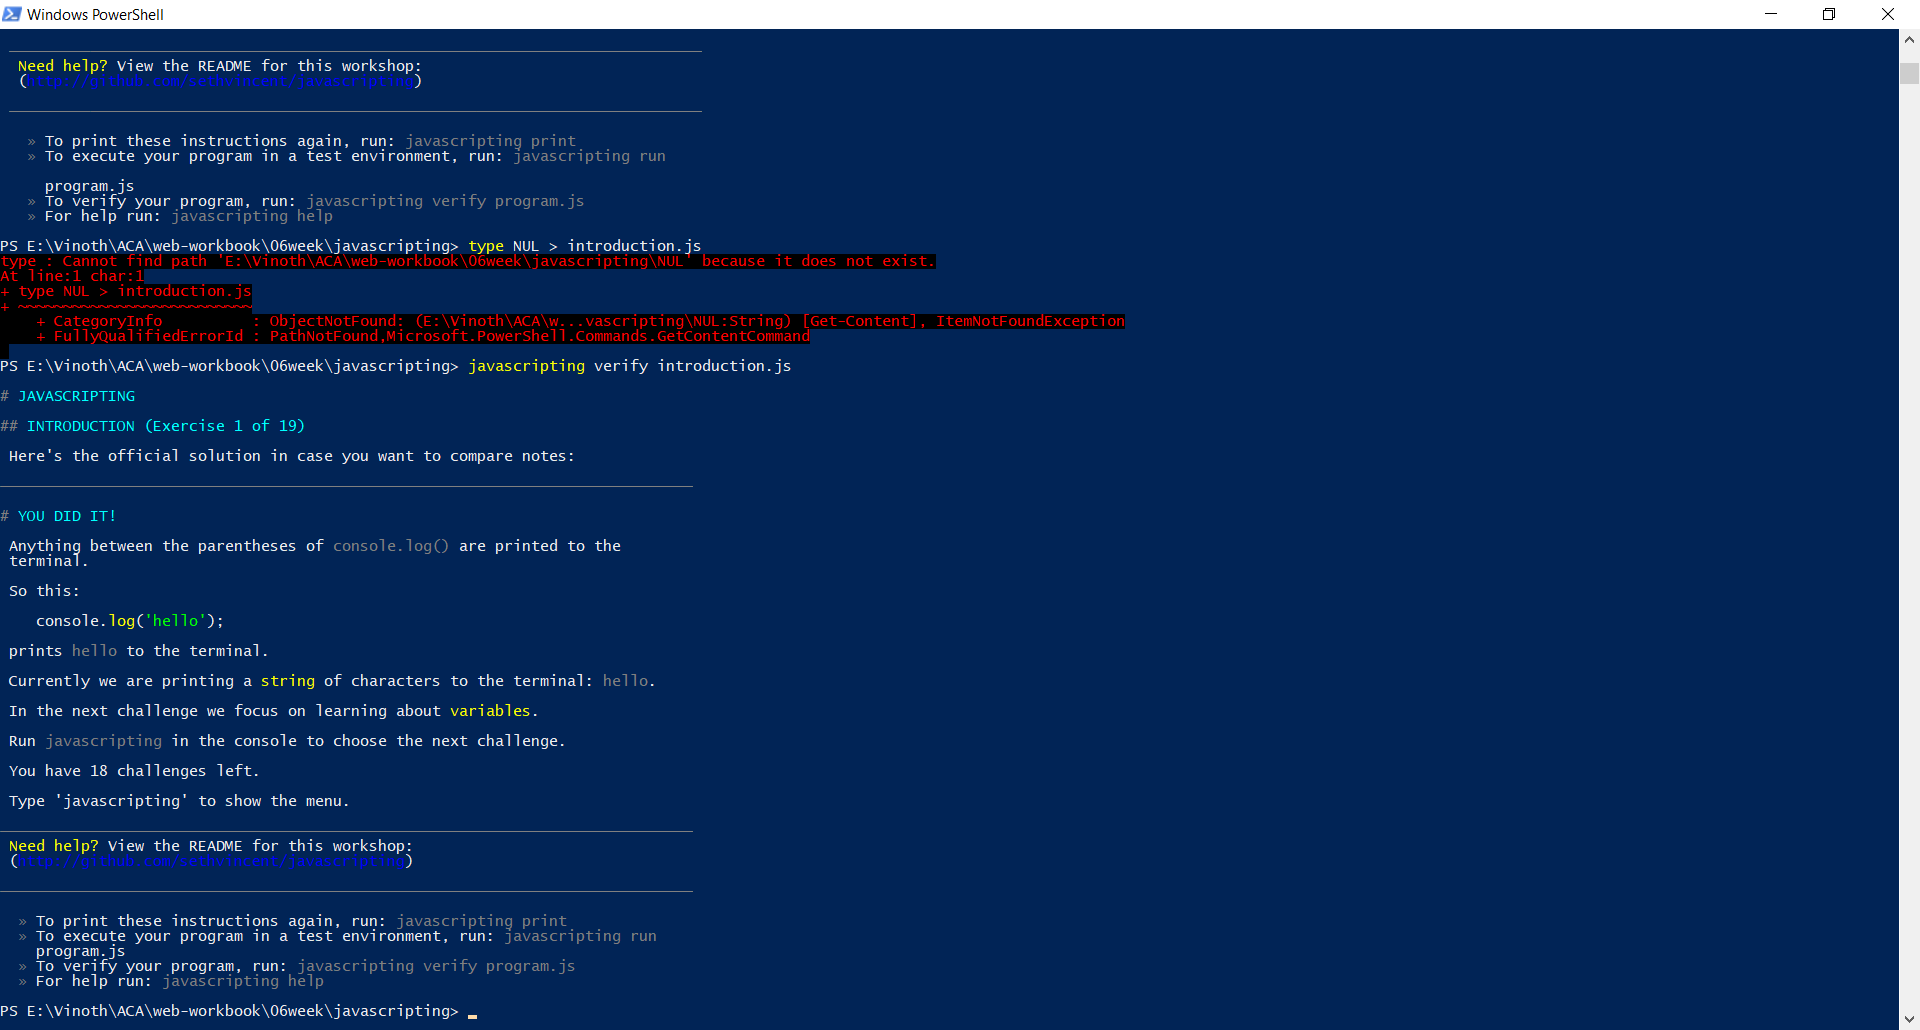 Windows PowerShell
Need help? View the README for this workshop:
(http://github.com/sethvincent/javascripting)
» To print these instructions again, run: javascripting print
» To execute your program in a test environment, run: javascripting run
program.js
» To verify your program, run: javascripting verify program.js
» For help run: javascripting help
PS E:\Vinoth\ACA\web-workbook\06week\javascripting> type NUL > introduction.js
type : Cannot find path 'E:\Vinoth\ACA\web-workbook\06week\javascripting\NUL' because it does not exist.
At line:1 char:1
+ type NUL > introduction.js
+ ~~~~~~~~~~~~~~~~~~~~~~~~~~
+ CategoryInfo          : ObjectNotFound: (E:\Vinoth\ACA\w...vascripting\NUL:String) [Get-Content], ItemNotFoundException
+ FullyQualifiedErrorId : PathNotFound,Microsoft.PowerShell.Commands.GetContentCommand
PS E:\Vinoth\ACA\web-workbook\06week\javascripting> javascripting verify introduction.js
# JAVASCRIPTING
## INTRODUCTION (Exercise 1 of 19)
Here's the official solution in case you want to compare notes:
# YOU DID IT!
Anything between the parentheses of console.log() are printed to the
terminal.
So this:
console.log('hello');
prints hello to the terminal.
Currently we are printing a string of characters to the terminal: hello.
In the next challenge we focus on learning about variables.
Run javascripting in the console to choose the next challenge.
You have 18 challenges left.
Type 'javascripting' to show the menu.
Need help? View the README for this workshop:
(http://github.com/sethvincent/javascripting)
» To print these instructions again, run: javascripting print
» To execute your program in a test environment, run: javascripting run
program.js
» To verify your program, run: javascripting verify program.js
» For help run: javascripting help
PS E:\Vinoth\ACA\web-workbook\06week\javascripting> _